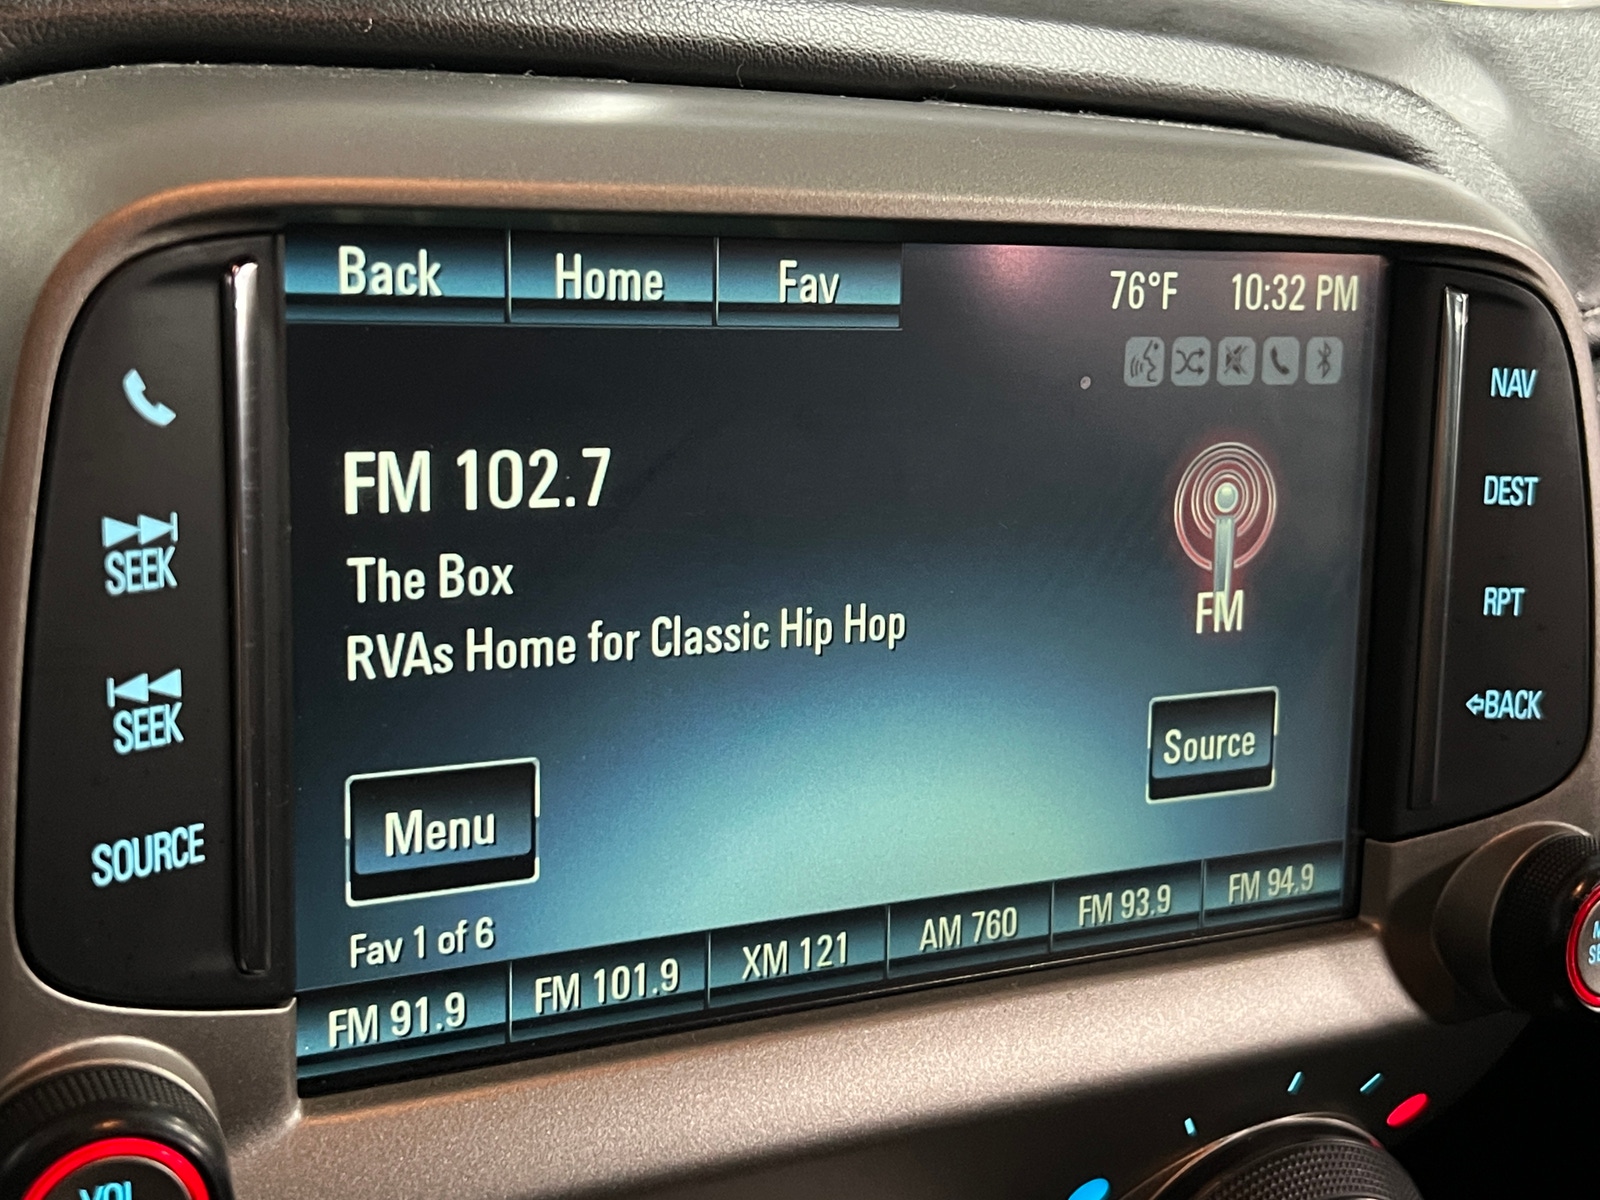 Back Home Fav 76°F 10:32 PM
NAV
SEEK
DEST
FM 102.7
The Box
RVAs Home for Classic Hip Hop
FM
RPT
SEEK
Source
BACK
SOURCE
Menu
Fav 1 of 6
FM 91.9 FM 101.9 XM 121 AM 760 FM 93.9 FM 94.9
VOL